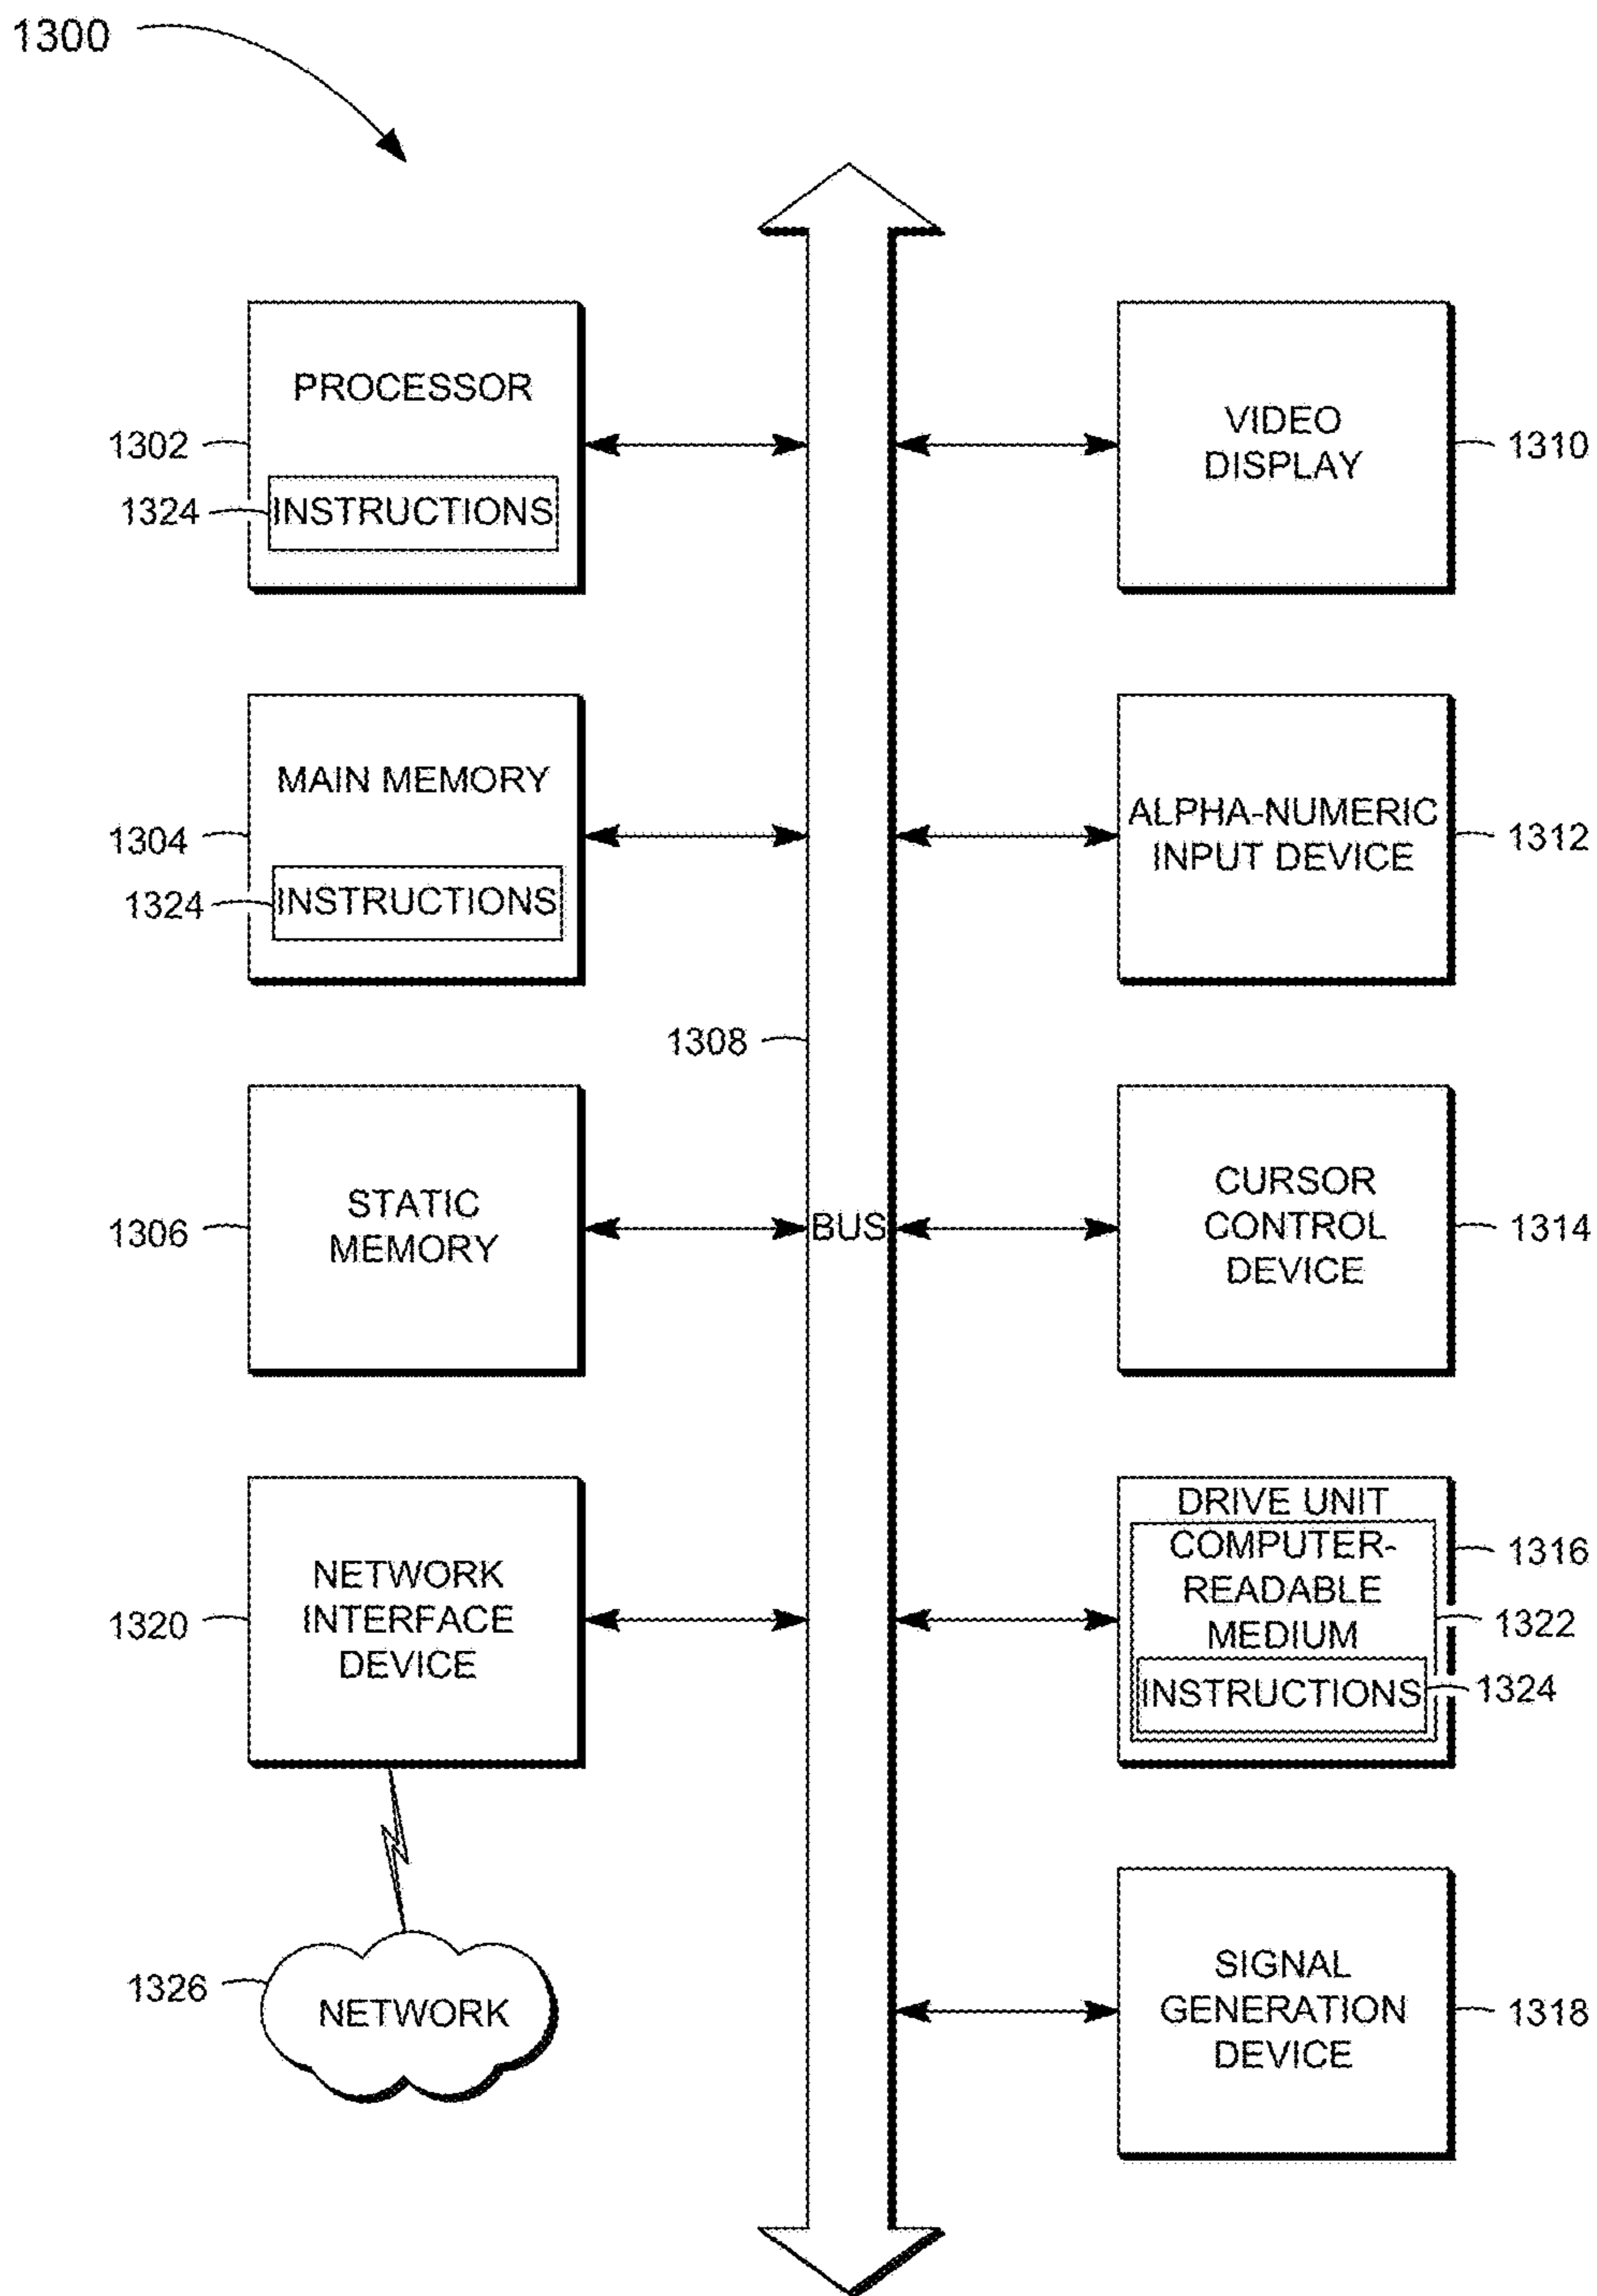 1300
PROCESSOR
1302
1324
INSTRUCTIONS
VIDEO
DISPLAY
1310
MAIN MEMORY
1304
1324
INSTRUCTIONS
ALPHA-NUMERIC
INPUT DEVICE
1312
1308
STATIC
MEMORY
1306
BUS
CURSOR
CONTROL
DEVICE
1314
NETWORK
INTERFACE
DEVICE
1320
DRIVE UNIT
COMPUTER-
READABLE
MEDIUM
1316
1322
INSTRUCTIONS
1324
1326
NETWORK
SIGNAL
GENERATION
DEVICE
1318